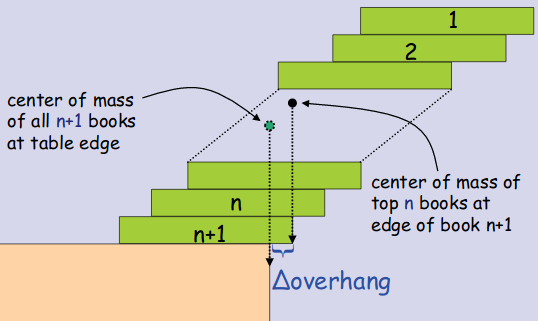 1
2
center of mass
of all n+1 books
at table edge
center of mass of
top n books at
edge of book n+1
n
n+1
Δoverhang